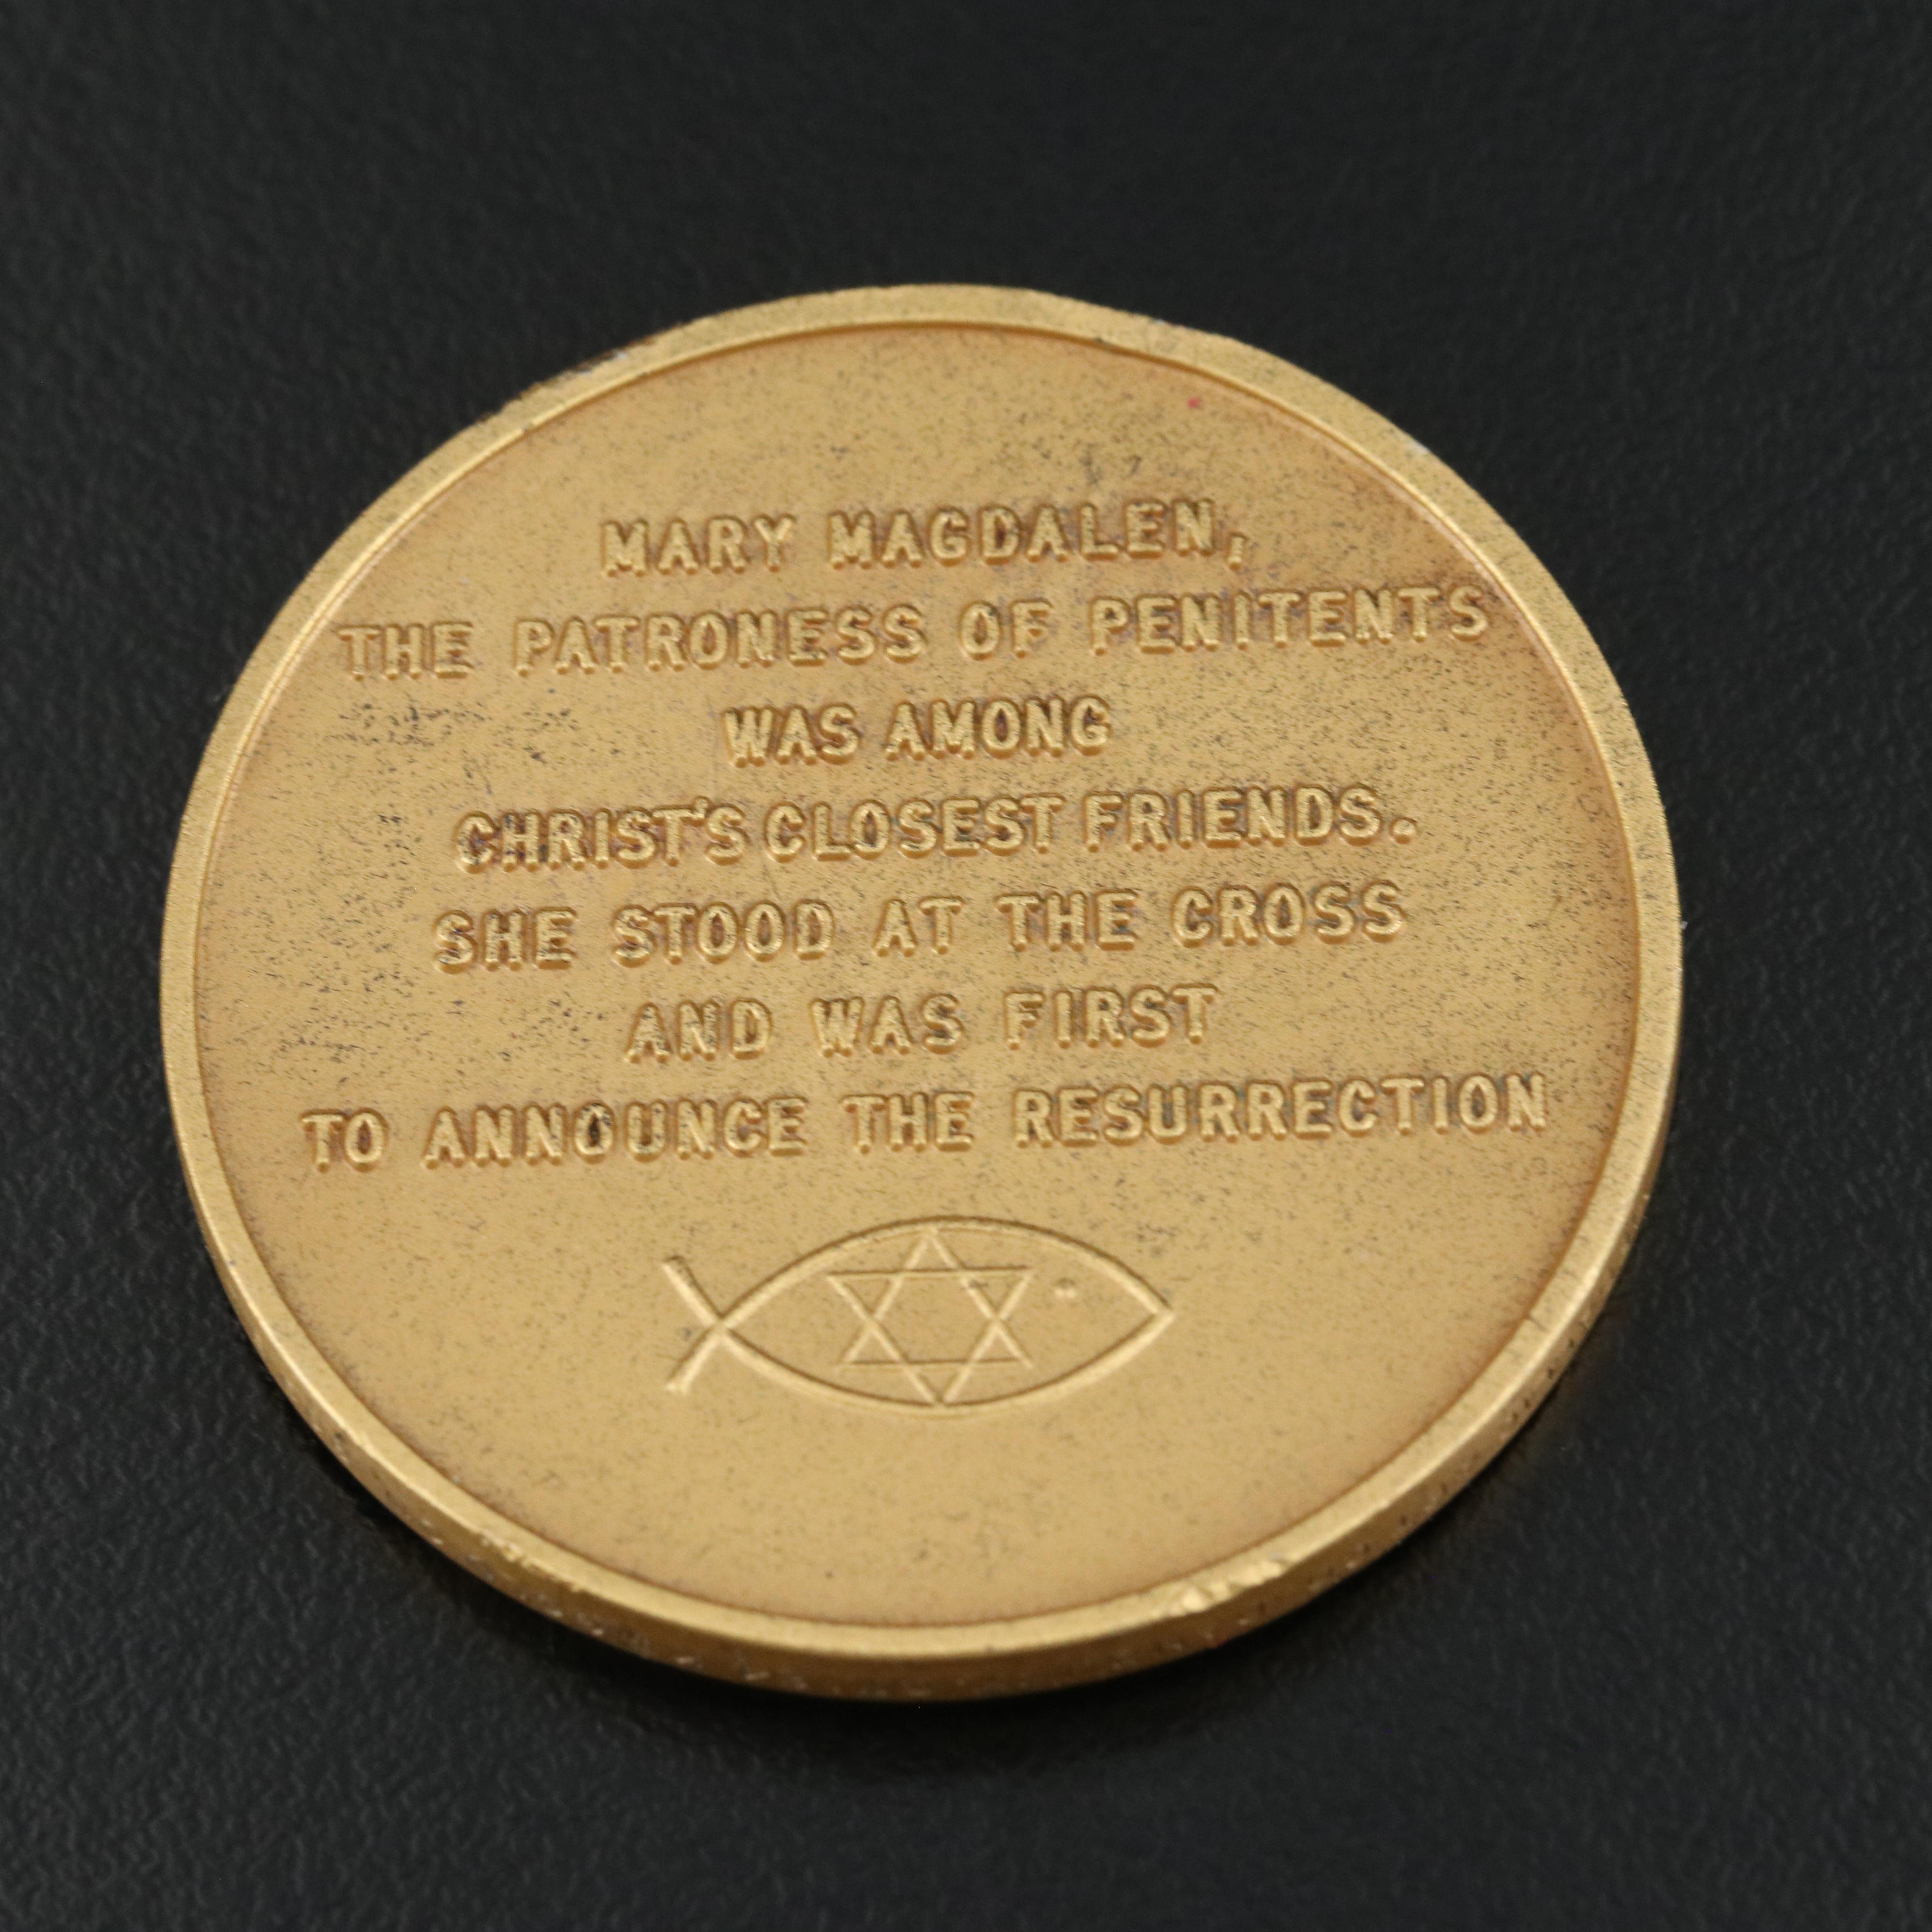 MARY MAGDALEN,
THE PATRONESS OF PENITENTS
WAS AMONG
CHRIST'S CLOSEST FRIENDS.
SHE STOOD AT THE CROSS
AND WAS FIRST
TO ANNOUNCE THE RESURRECTION